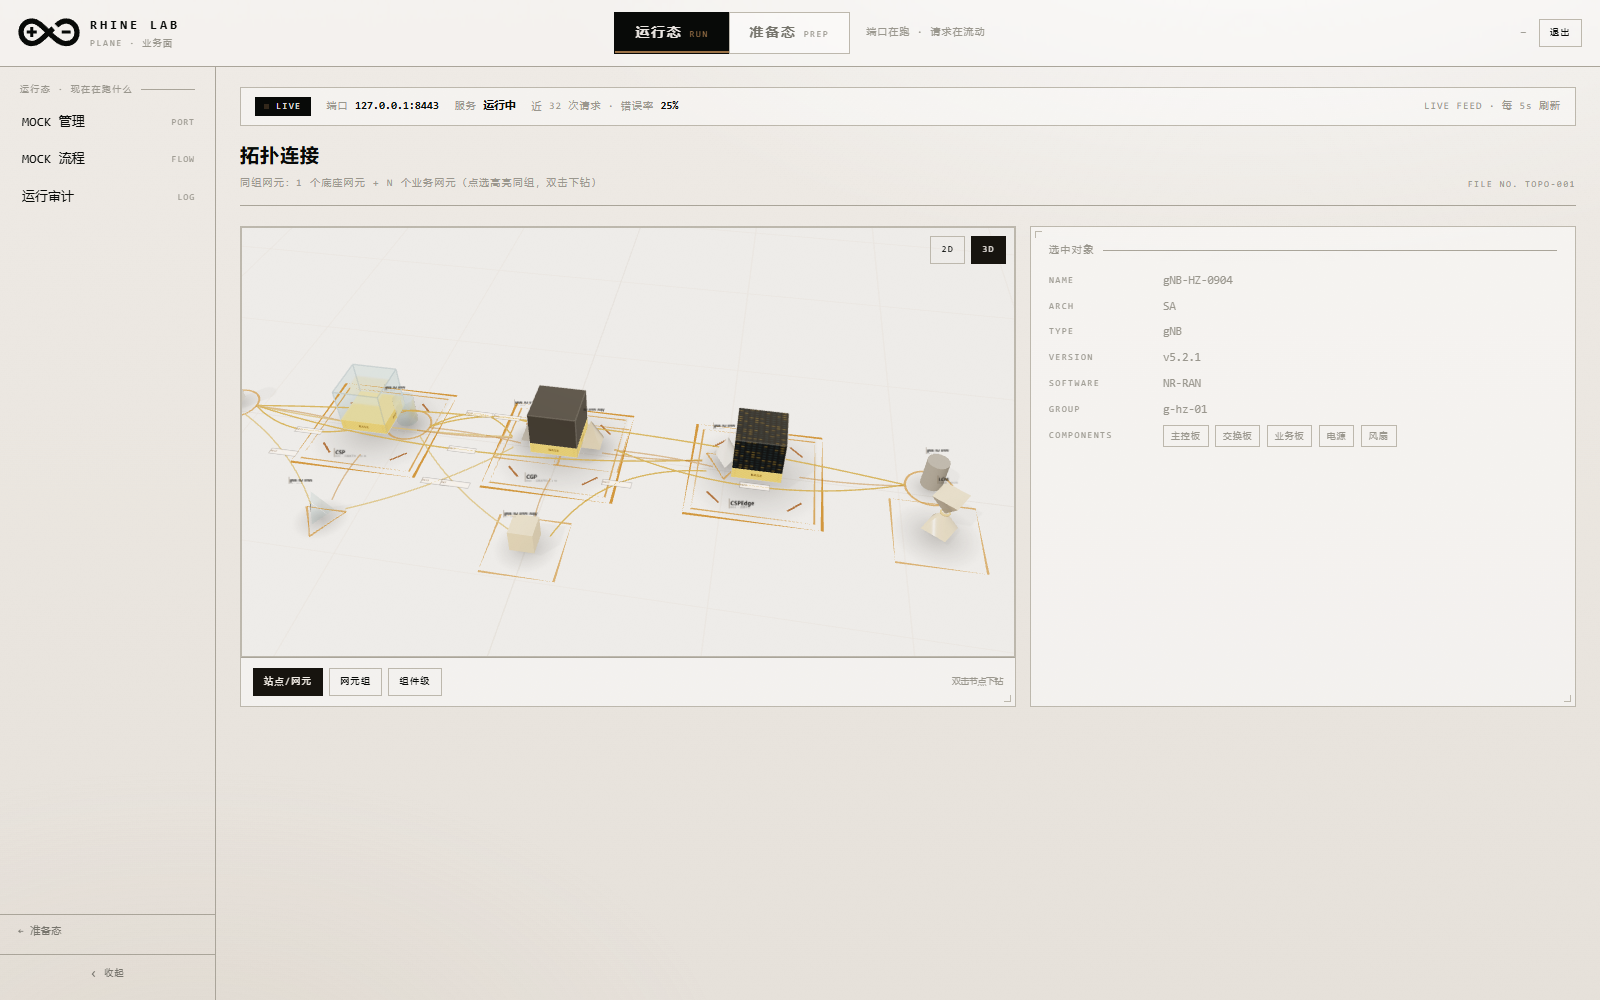 RHINE LAB
PLANE · 业务面
运行态 RUN
准备态 PREP
端口在跑 · 请求在流动
—
退出
运行态 · 现在在跑什么
MOCK 管理 PORT
MOCK 流程 FLOW
运行审计 LOG
LIVE 端口 127.0.0.1:8443 服务 运行中 近 32 次请求 · 错误率 25%
LIVE FEED · 每 5s 刷新
拓扑连接
同组网元: 1 个底座网元 + N 个业务网元 (点选高亮同组, 双击下钻)
FILE NO. TOPO-001
2D 3D
CSP
CGP
CSPEdge
站点/网元 网元组 组件级
双击节点下钻
选中对象
NAME gNB-HZ-0904
ARCH SA
TYPE gNB
VERSION v5.2.1
SOFTWARE NR-RAN
GROUP g-hz-01
COMPONENTS 主控板 交换板 业务板 电源 风扇
← 准备态
‹ 收起